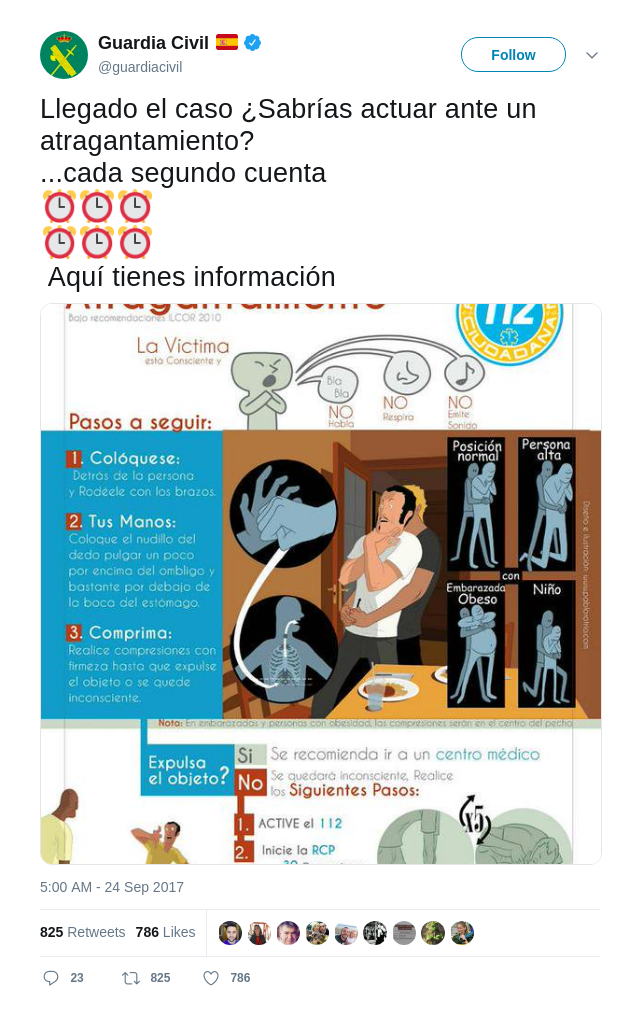 Guardia Civil
@guardiacivil
Follow
Llegado el caso ¿Sabrías actuar ante un
atragantamiento?
...cada segundo cuenta
Aquí tienes información
Atragantamiento
Bajo recomendaciones ILCOR 2010
112
CIUDADANA
La Víctima
está Consciente y
Bla
Bla
NO
Habla
NO
Respira
NO
Emite
Sonido
Pasos a seguir:
1. Colóquese:
Detrás de la persona
y Rodéele con los brazos.
2. Tus Manos:
Coloque el nudillo del
dedo pulgar un poco
por encima del ombligo y
bastante por debajo de
la boca del estómago.
3. Comprima:
Realice compresiones con
firmeza hasta que expulse
el objeto o se quede
inconsciente.
Posición
normal
Persona
alta
con
Embarazada
Obeso
Niño
Nota: En embarazadas y personas con obesidad, las compresiones serán en el centro del pecho
Expulsa
el objeto?
Si
Se recomienda ir a un centro médico
No
Se quedará inconsciente, Realice
los Siguientes Pasos:
1. ACTIVE el 112
2. Inicie la RCP
30
x5
5:00 AM - 24 Sep 2017
825 Retweets 786 Likes
23 825 786